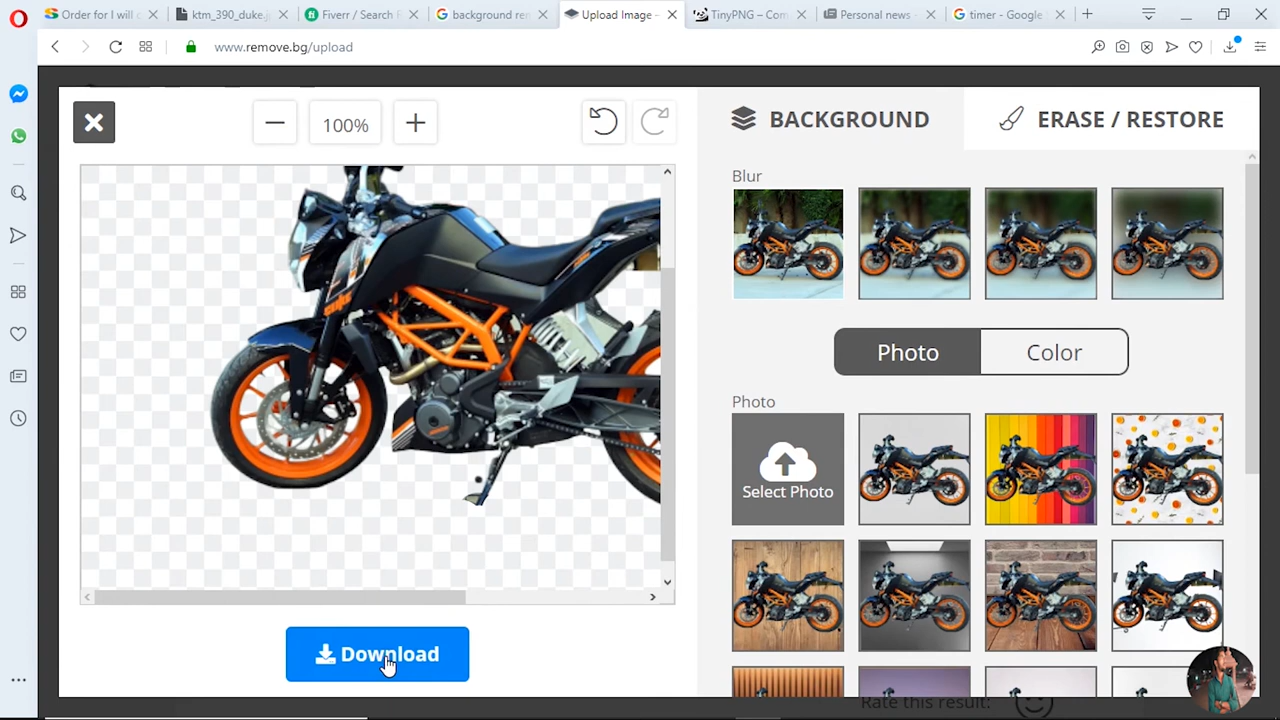 Order for I will c
ktm_390_duke.j
Fiverr / Search F
background rem
Upload Image –
TinyPNG – Com
Personal news –
timer - Google
www.remove.bg/upload
100%
BACKGROUND
ERASE / RESTORE
Blur
Photo
Color
Photo
Select Photo
Download
Rate this result: